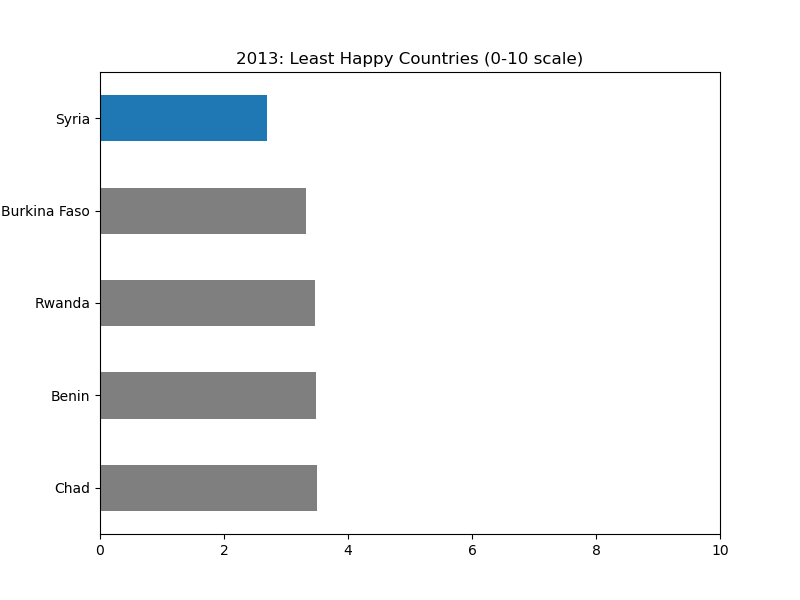 2013: Least Happy Countries (0-10 scale)
Syria
Burkina Faso
Rwanda
Benin
Chad
0 2 4 6 8 10